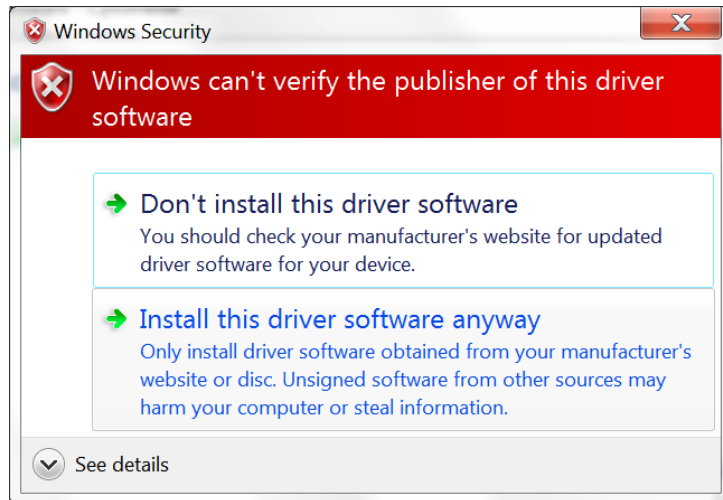 Windows Security
Windows can't verify the publisher of this driver
software
Don't install this driver software
You should check your manufacturer's website for updated
driver software for your device.
Install this driver software anyway
Only install driver software obtained from your manufacturer's
website or disc. Unsigned software from other sources may
harm your computer or steal information.
See details